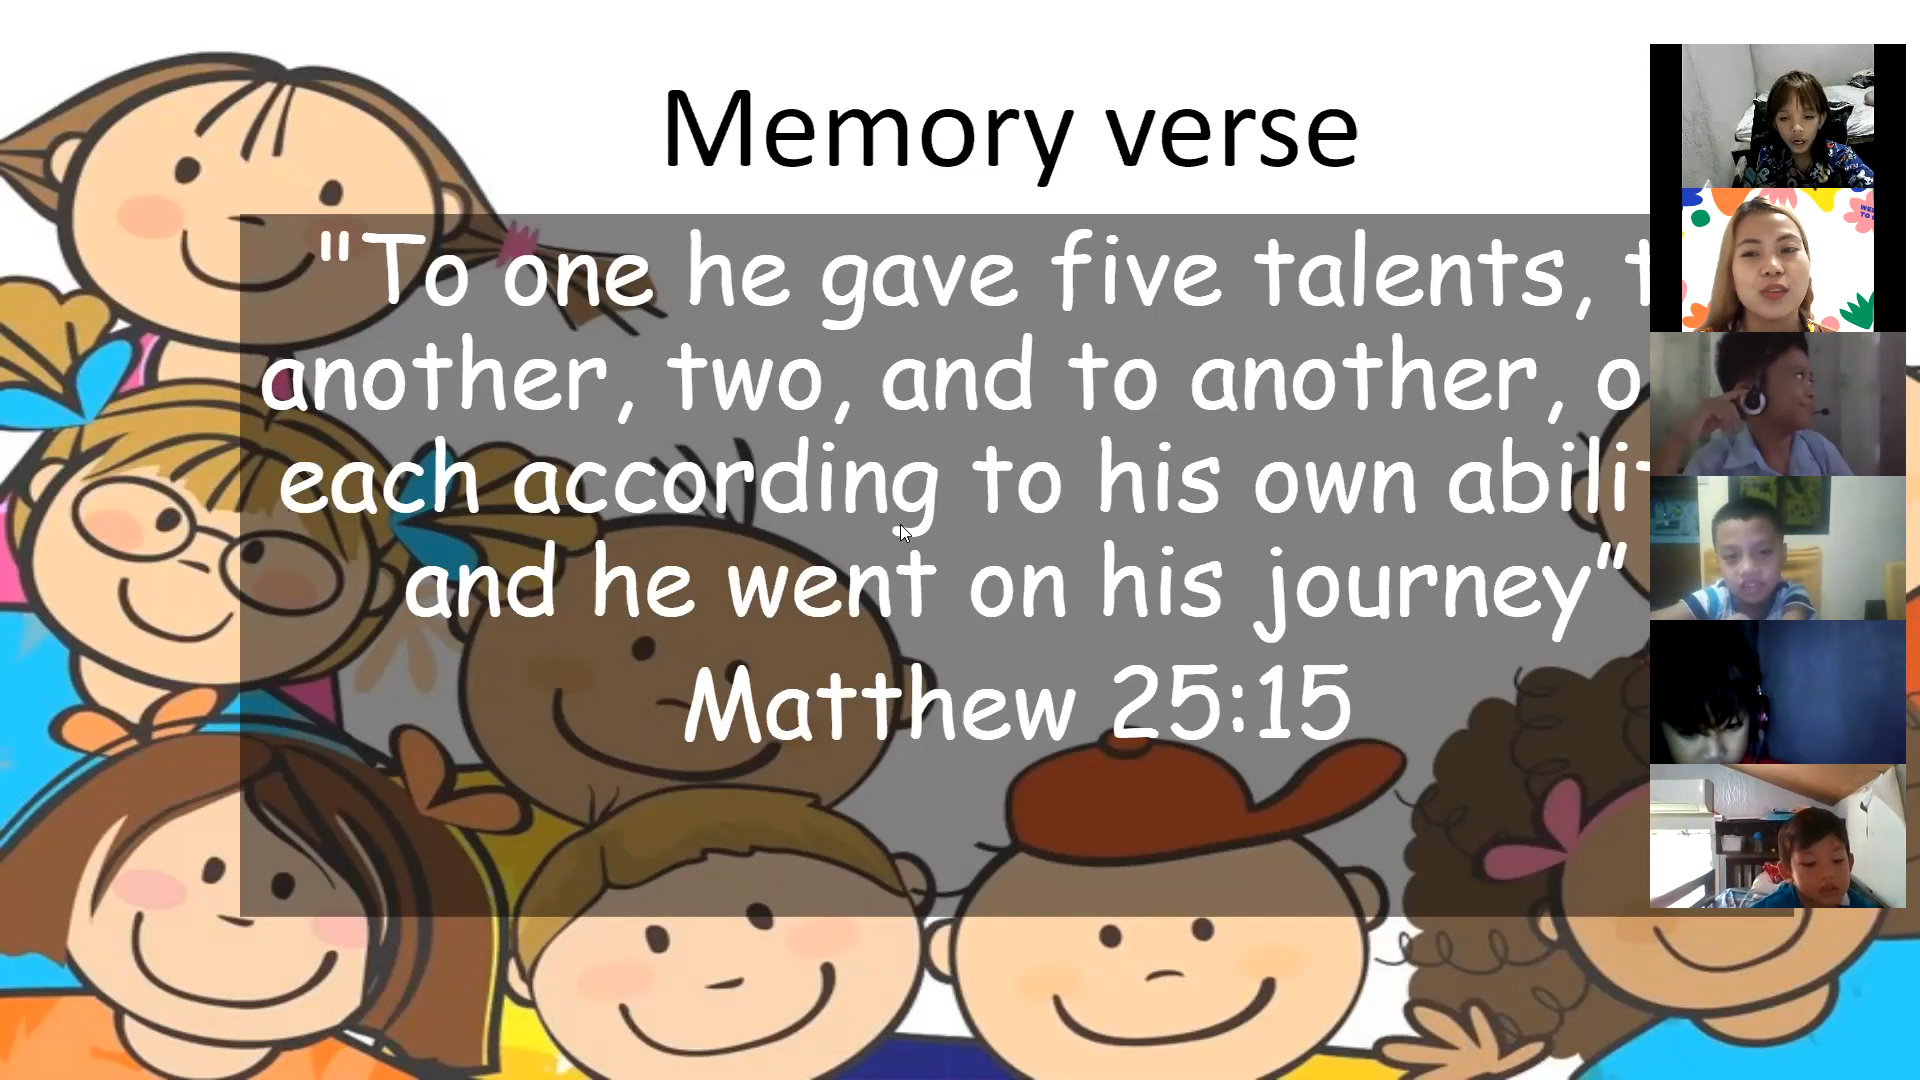 Memory verse
"To one he gave five talents,
another, two, and to another,
each according to his own
and he went on his journey”
Matthew 25:15